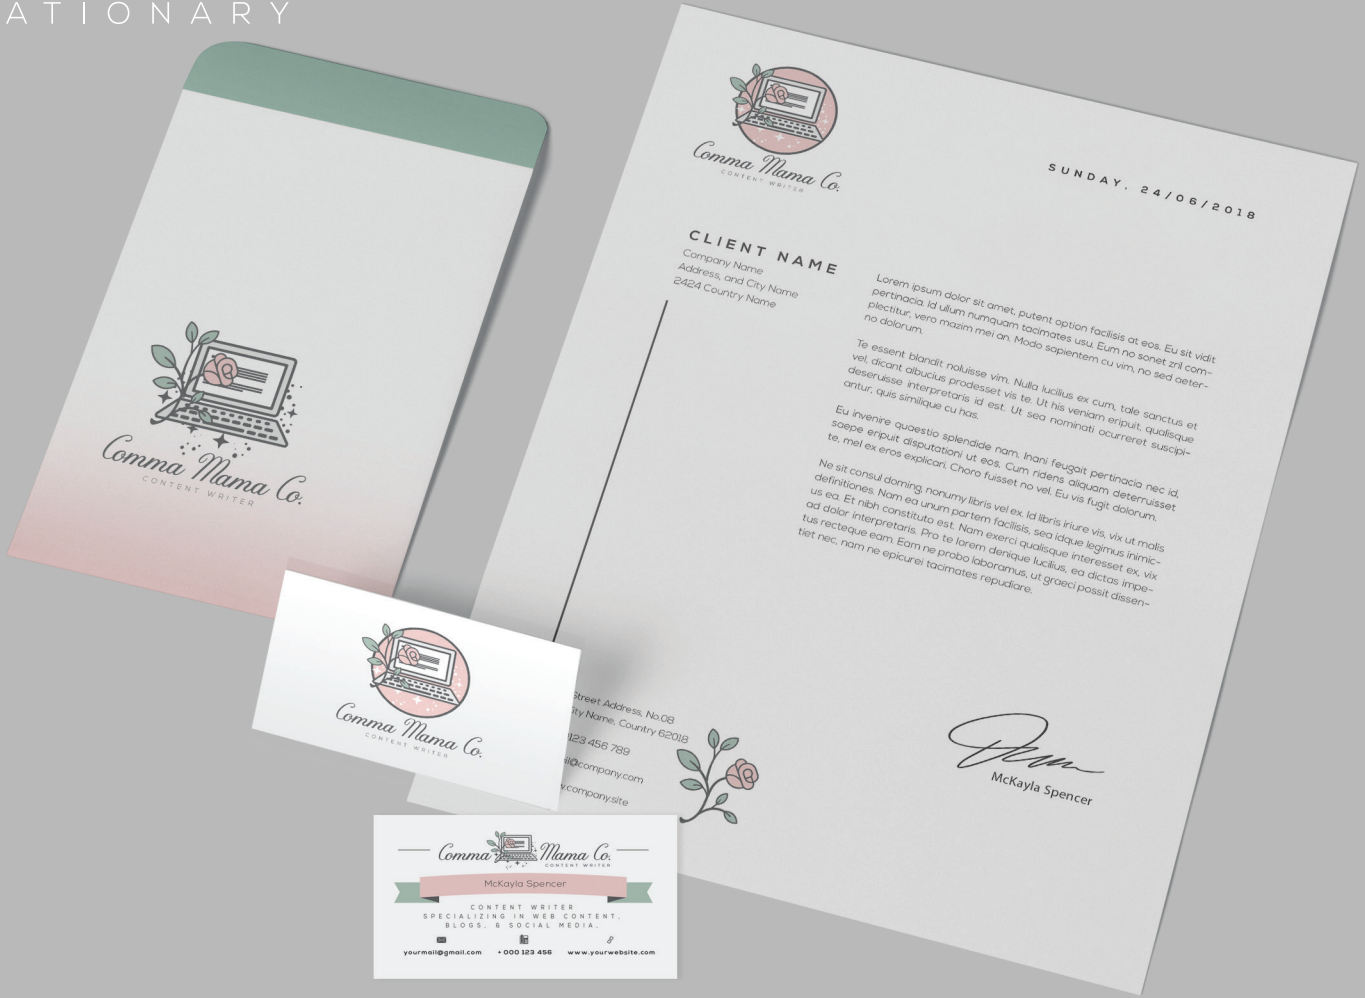 ATIONARY
Comma Mama Co.
CONTENT WRITER
Comma Mama Co.
CONTENT WRITER
SUNDAY, 24/06/2018
CLIENT NAME
Company Name
Address, and City Name
2424 Country Name
Lorem ipsum dolor sit amet, putent option facilisis at eos. Eu sit vidit
pertinacia. Id ullum numquam tacimates usu. Eum no sonet zril com-
plectitur, vero mazim mei an. Modo sapientem cu vim, no sed aeter-
no dolorum.
Te essent blandit noluisse vim. Nulla lucilius ex cum, tale sanctus et
vel, dicant albucius prodesset vis te. Ut his veniam eripuit, qualisque
deseruisse interpretaris id est. Ut sea nominati ocurreret suscipi-
antur, quis similique cu has.
Eu invenire quaestio splendide nam. Inani feugait pertinacia nec id,
saepe eripuit disputationi ut eos. Cum ridens aliquam deterruisset
te, mel ex eros explicari. Choro fuisset no vel. Eu vis fugit dolorum.
Ne sit consul doming, nonumy libris vel ex. Id libris iriure vis, vix ut malis
definitiones. Nam ea unum partem facilisis, sea idque legimus inimic-
us ea. Et nibh constituto est. Nam exerci qualisque interesset ex, vix
ad dolor interpretaris. Pro te lorem denique lucilius, ea dictas impe-
tus recteque eam. Eam ne probo laboramus, ut graeci possit dissen-
tiet nec, nam ne epicurei tacimates repudiare.
Street Address, No.08
ity Name, Country 62018
123 456 789
il@company.com
.company.site
McKayla Spencer
Comma Mama Co.
CONTENT WRITER
Comma Mama Co.
CONTENT WRITER
McKayla Spencer
CONTENT WRITER
SPECIALIZING IN WEB CONTENT,
BLOGS, & SOCIAL MEDIA.
yourmail@gmail.com + 000 123 456 www.yourwebsite.com